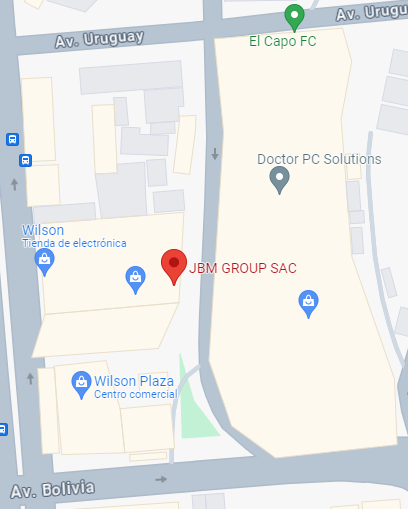 Av. Uruguay
Av. Urugu
El Capo FC
Doctor PC Solutions
Wilson
Tienda de electrónica
JBM GROUP SAC
Wilson Plaza
Centro comercial
Av. Bolivia